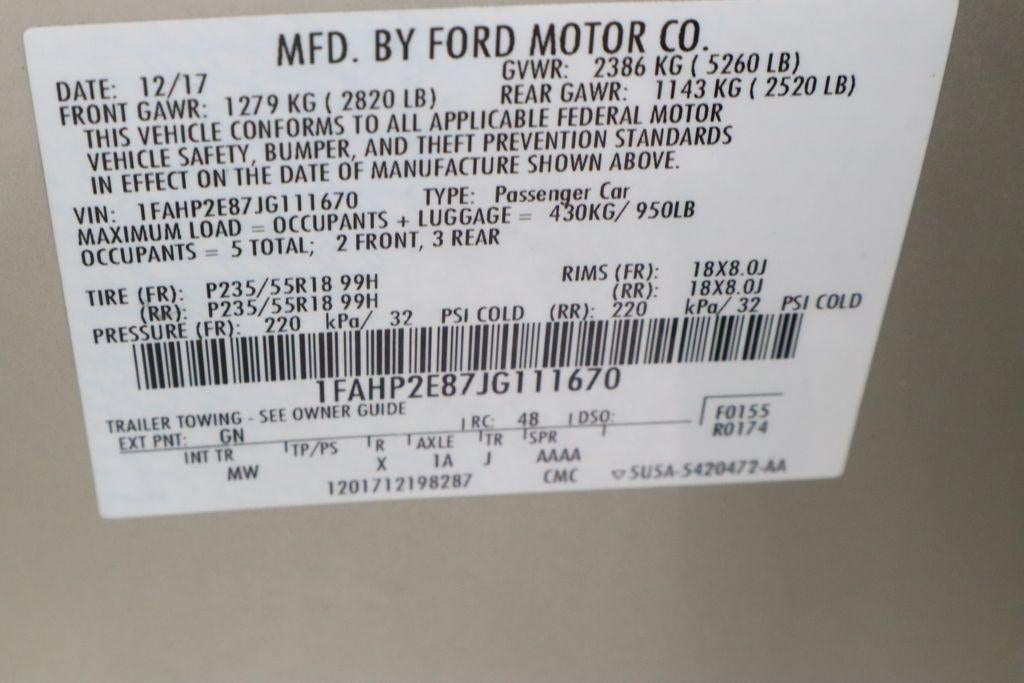 MFD. BY FORD MOTOR CO.
DATE: 12/17 GVWR: 2386 KG ( 5260 LB)
FRONT GAWR: 1279 KG ( 2820 LB) REAR GAWR: 1143 KG ( 2520 LB)
THIS VEHICLE CONFORMS TO ALL APPLICABLE FEDERAL MOTOR
VEHICLE SAFETY, BUMPER, AND THEFT PREVENTION STANDARDS
IN EFFECT ON THE DATE OF MANUFACTURE SHOWN ABOVE.
VIN: 1FAHP2E87JG111670 TYPE: Passenger Car
MAXIMUM LOAD = OCCUPANTS + LUGGAGE = 430KG/ 950LB
OCCUPANTS = 5 TOTAL; 2 FRONT, 3 REAR
TIRE (FR): P235/55R18 99H RIMS (FR): 18X8.0J
(RR): P235/55R18 99H (RR): 18X8.0J
PRESSURE (FR): 220 kPa/ 32 PSI COLD (RR): 220 kPa/ 32 PSI COLD
1FAHP2E87JG111670
TRAILER TOWING - SEE OWNER GUIDE
EXT PNT: GN RC: 48 DSO: F0155
R0174
INT TR TP/PS R AXLE TR SPR
MW X 1A J AAAA
1201712198287 CMC ▽5USA-5420472-AA